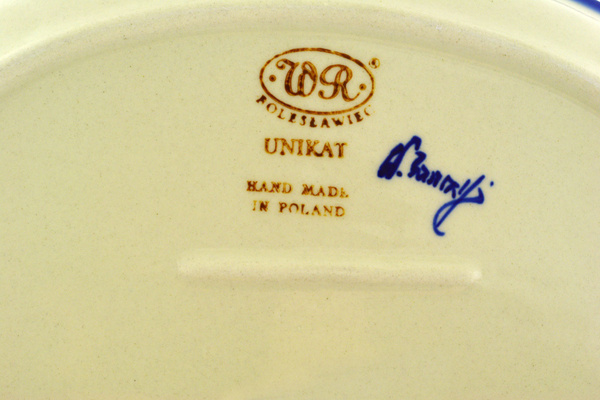 WR ®
BOLESŁAWIEC
UNIKAT
HAND MADE
IN POLAND